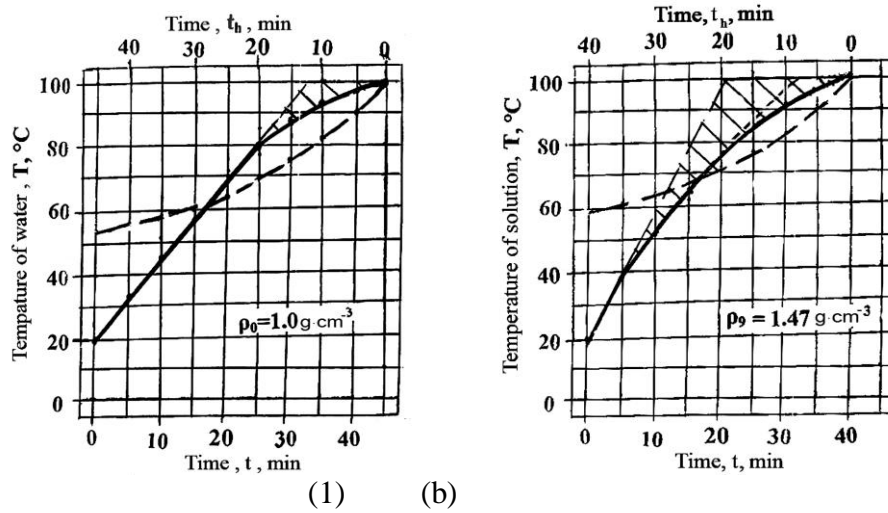 Time , tₕ, min
40 30 20 10 0
100
80
60
40
20
0
Tempature of water , T, °C
ρ₀=1.0 g·cm⁻³
0 10 20 30 40
Time , t , min
Time, tₕ, min
40 30 20 10 0
100
80
60
40
20
0
Temperature of solution, T, °C
ρ₉ = 1.47 g·cm⁻³
0 10 20 30 40
Time, t, min
(1) (b)